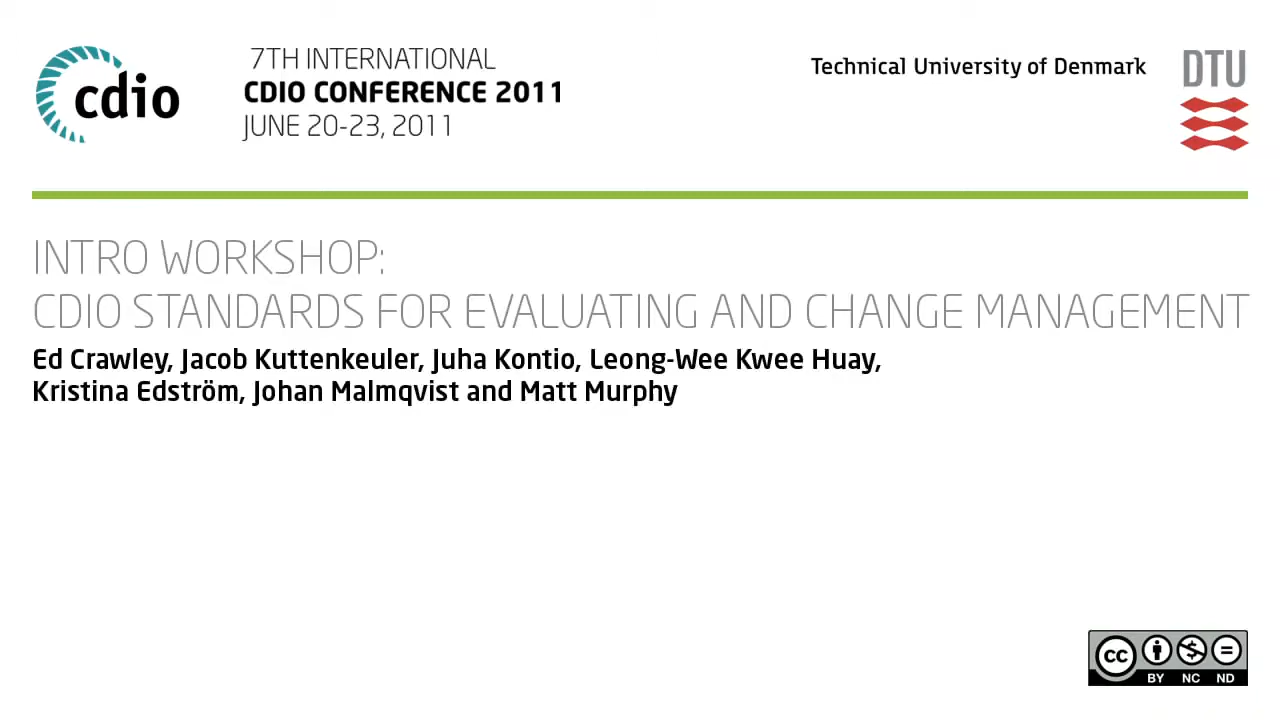 cdio
7TH INTERNATIONAL
CDIO CONFERENCE 2011
JUNE 20-23, 2011
Technical University of Denmark
DTU
INTRO WORKSHOP:
CDIO STANDARDS FOR EVALUATING AND CHANGE MANAGEMENT
Ed Crawley, Jacob Kuttenkeuler, Juha Kontio, Leong-Wee Kwee Huay,
Kristina Edström, Johan Malmqvist and Matt Murphy
cc
BY NC ND